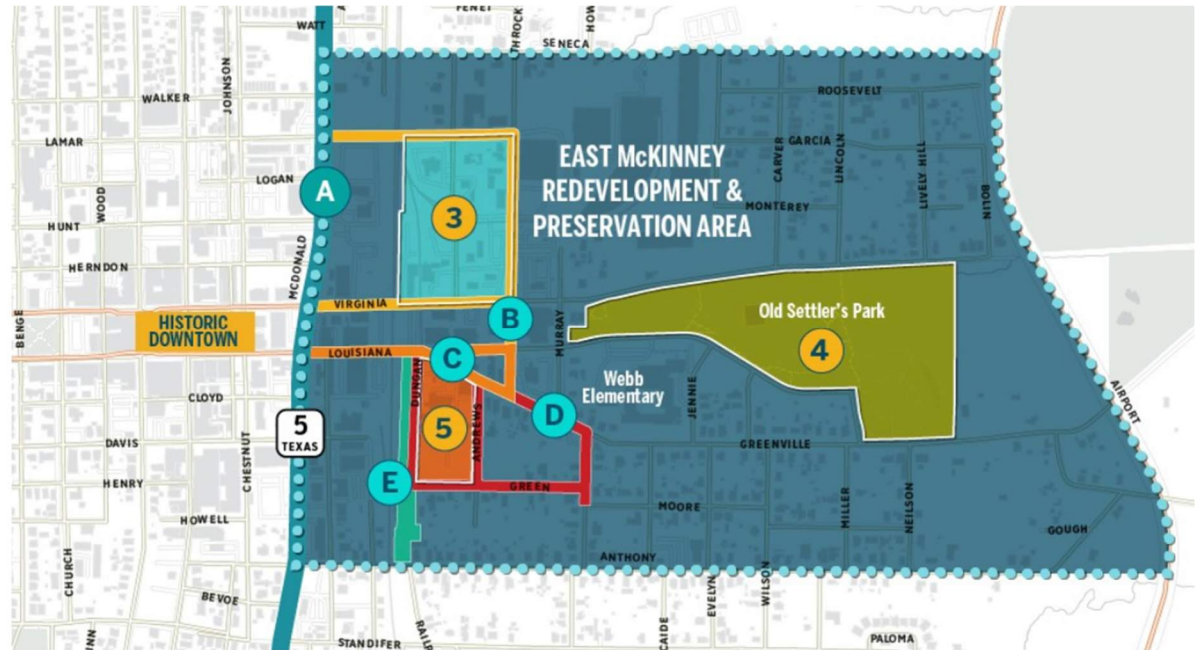 FENET
THROCK
HOW
WATT
SENECA
JOHNSON
WALKER
ROOSEVELT
LAMAR
EAST McKINNEY
REDEVELOPMENT &
PRESERVATION AREA
CARVER
GARCIA
LINCOLN
LIVELY HILL
BOLIN
LOGAN
A
WOOD
3
MONTEREY
HUNT
HERNDON
MCDONALD
VIRGINIA
B
BENGE
HISTORIC
DOWNTOWN
MURRAY
Old Settler's Park
4
LOUISIANA
C
DUNCAN
Webb
Elementary
JENNIE
AIRPORT
CLOYD
5
TEXAS
5
ANDREWS
D
DAVIS
CHESTNUT
GREENVILLE
HENRY
E
GREEN
MOORE
MILLER
NEILSON
HOWELL
GOUGH
CHURCH
ANTHONY
BEVOE
EVELYN
WILSON
STANDIFER
RAILR
CAIDE
PALOMA